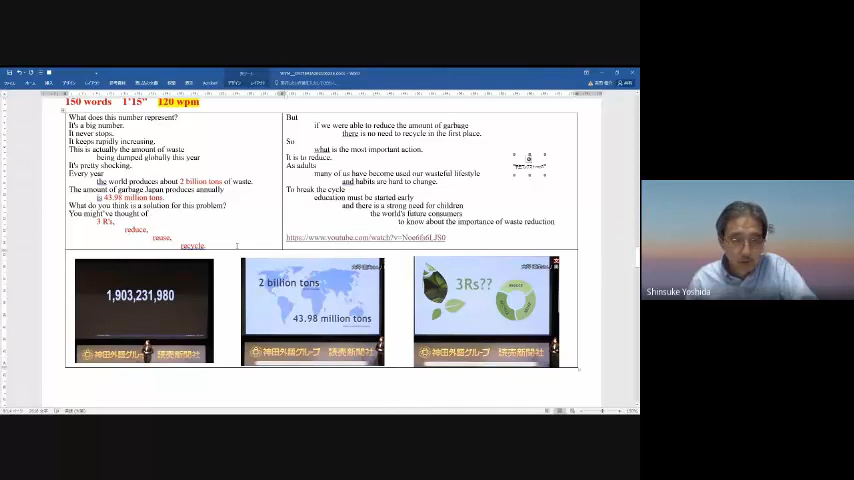 150 words 1'15" 120 wpm
What does this number represent?
It's a big number.
It never stops.
It keeps rapidly increasing.
This is actually the amount of waste
being dumped globally this year
It's pretty shocking.
Every year
the world produces about 2 billion tons of waste.
The amount of garbage Japan produces annually
is 43.98 million tons.
What do you think is a solution for this problem?
You might've thought of
3 R's,
reduce,
reuse,
recycle.
But
if we were able to reduce the amount of garbage
there is no need to recycle in the first place.
So
what is the most important action.
It is to reduce.
As adults
many of us have become used our wasteful lifestyle
and habits are hard to change.
To break the cycle
education must be started early
and there is a strong need for children
the world's future consumers
to know about the importance of waste reduction
https://www.youtube.com/watch?v=Noe6fs6LJS0
1,903,231,980
神田外語グループ 読売新聞社
2 billion tons
43.98 million tons
神田外語グループ 読売新聞社
3Rs??
神田外語グループ 読売新聞社
Shinsuke Yoshida